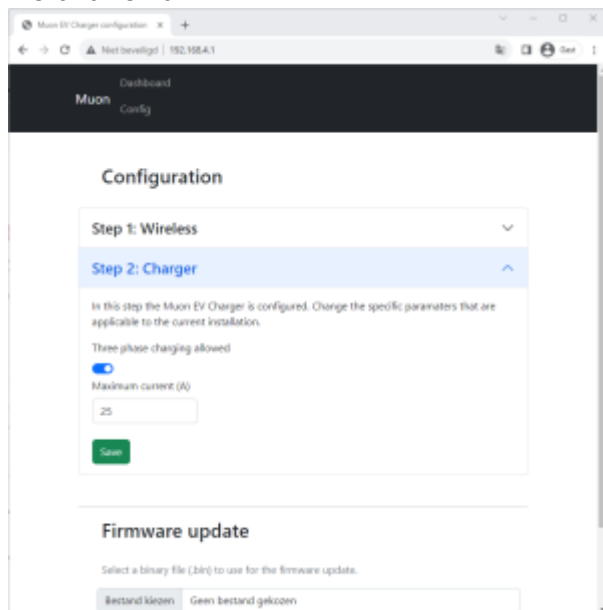 Muon EV Charger configuration
Niet beveiligd | 192.168.4.1
Gast
Dashboard
Muon
Config
Configuration
Step 1: Wireless
Step 2: Charger
In this step the Muon EV Charger is configured. Change the specific paramaters that are
applicable to the current installation.
Three phase charging allowed
Maximum current (A)
25
Save
Firmware update
Select a binary file (.bin) to use for the firmware update.
Bestand kiezen Geen bestand gekozen